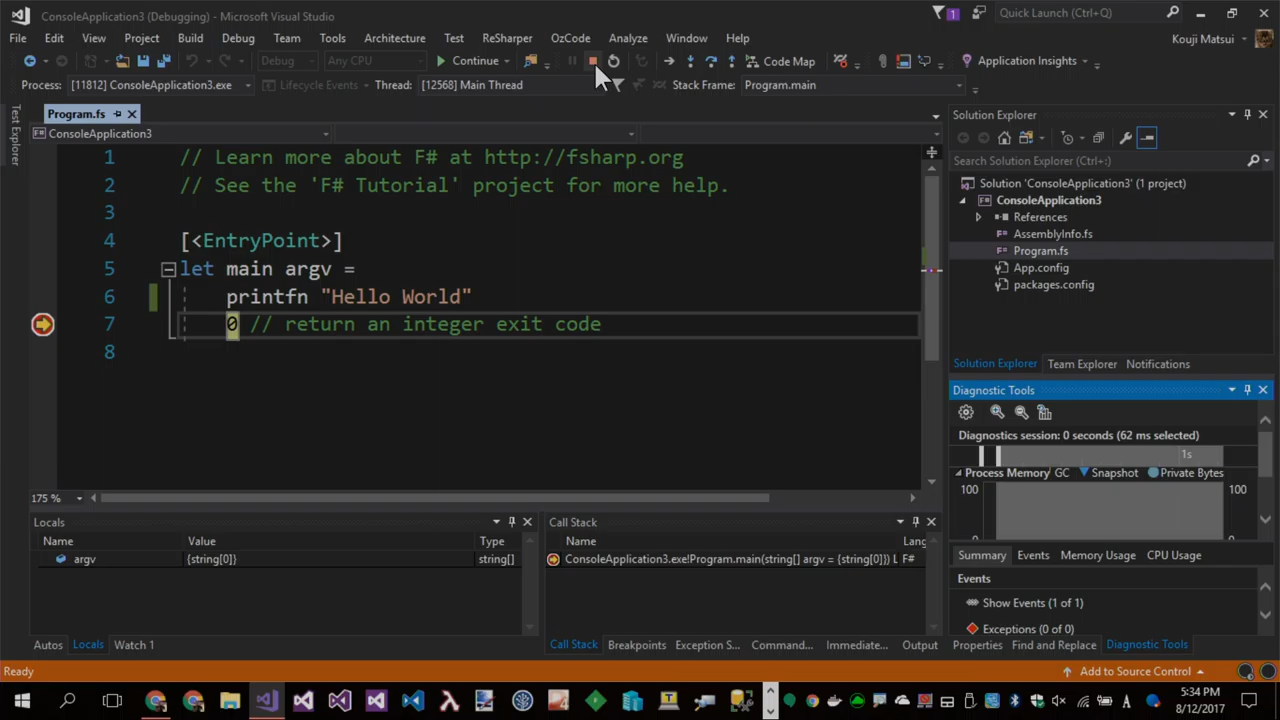 ConsoleApplication3 (Debugging) - Microsoft Visual Studio
1
Quick Launch (Ctrl+Q)
File Edit View Project Build Debug Team Tools Architecture Test ReSharper OzCode Analyze Window Help
Kouji Matsui
Debug Any CPU Continue Code Map Application Insights
Process: [11812] ConsoleApplication3.exe Lifecycle Events Thread: [12568] Main Thread Stack Frame: Program.main
Test Explorer
Program.fs
ConsoleApplication3
1 // Learn more about F# at http://fsharp.org
2 // See the 'F# Tutorial' project for more help.
3
4 [<EntryPoint>]
5 let main argv =
6 printfn "Hello World"
7 0 // return an integer exit code
8
175 %
Solution Explorer
Search Solution Explorer (Ctrl+:)
Solution 'ConsoleApplication3' (1 project)
ConsoleApplication3
References
AssemblyInfo.fs
Program.fs
App.config
packages.config
Solution Explorer Team Explorer Notifications
Diagnostic Tools
Diagnostics session: 0 seconds (62 ms selected)
1s
Process Memory GC Snapshot Private Bytes
100 100
0 0
Summary Events Memory Usage CPU Usage
Events
Show Events (1 of 1)
Exceptions (0 of 0)
Properties Find and Replace Diagnostic Tools
Locals
Name Value Type
argv {string[0]} string[]
Autos Locals Watch 1
Call Stack
Name Lang
ConsoleApplication3.exe!Program.main(string[] argv = {string[0]}) L F#
Call Stack Breakpoints Exception S... Command... Immediate... Output
Ready
Add to Source Control
5:34 PM
8/12/2017